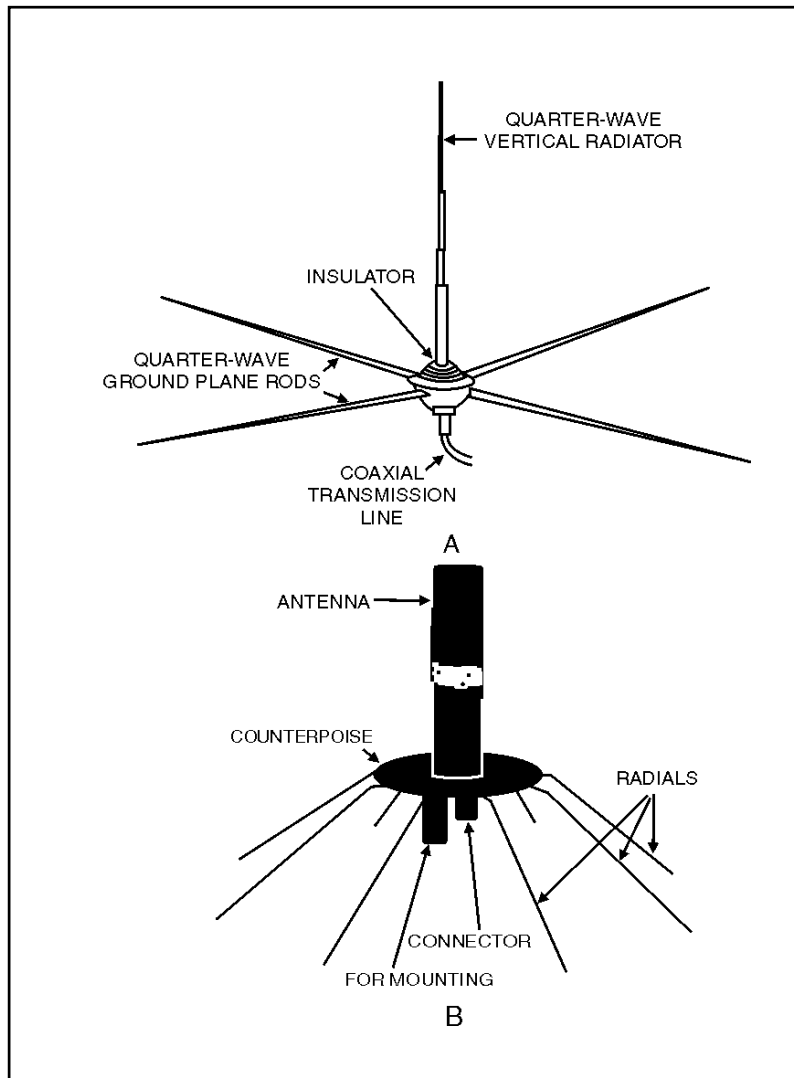 QUARTER-WAVE
VERTICAL RADIATOR
INSULATOR
QUARTER-WAVE
GROUND PLANE RODS
COAXIAL
TRANSMISSION
LINE
A
ANTENNA
COUNTERPOISE
RADIALS
CONNECTOR
FOR MOUNTING
B